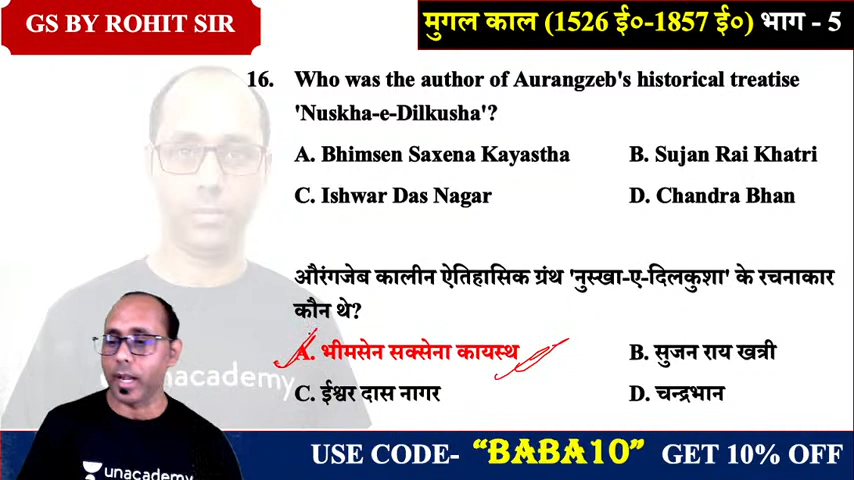 GS BY ROHIT SIR
मुगल काल (1526 ई०-1857 ई०) भाग - 5
16. Who was the author of Aurangzeb's historical treatise
'Nuskha-e-Dilkusha'?
A. Bhimsen Saxena Kayastha B. Sujan Rai Khatri
C. Ishwar Das Nagar D. Chandra Bhan
औरंगजेब कालीन ऐतिहासिक ग्रंथ 'नुस्खा-ए-दिलकुशा' के रचनाकार
कौन थे?
A. भीमसेन सक्सेना कायस्थ B. सुजन राय खत्री
C. ईश्वर दास नागर D. चन्द्रभान
unacademy
unacademy
USE CODE- “BABA10” GET 10% OFF